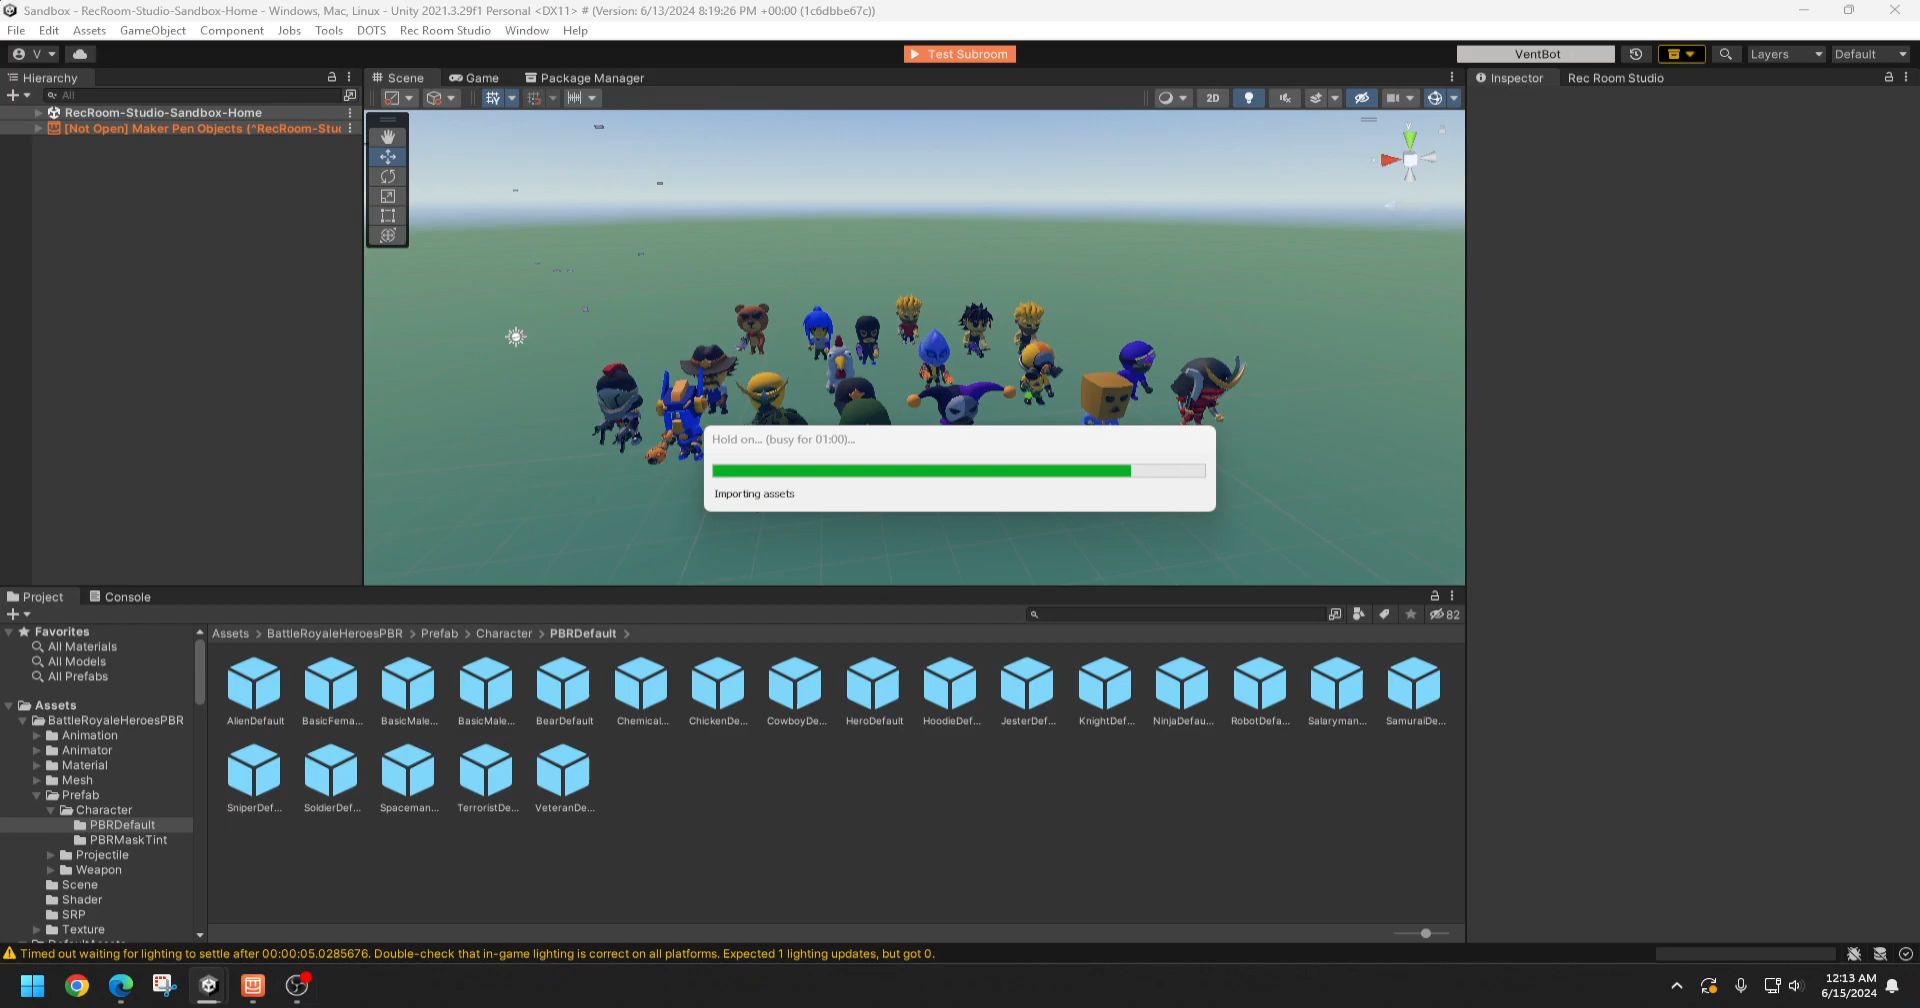 Sandbox - RecRoom-Studio-Sandbox-Home - Windows, Mac, Linux - Unity 2021.3.29f1 Personal <DX11> # (Version: 6/13/2024 8:19:26 PM +00:00 (1c6dbbe67c))
File Edit Assets GameObject Component Jobs Tools DOTS Rec Room Studio Window Help
V Test Subroom VentBot Layers Default
Hierarchy Scene Game Package Manager Inspector Rec Room Studio
All 2D
RecRoom-Studio-Sandbox-Home
[Not Open] Maker Pen Objects (^RecRoom-Stu
Hold on... (busy for 01:00)...
Importing assets
Project Console
82
Favorites
All Materials
All Models
All Prefabs
Assets
BattleRoyaleHeroesPBR
Animation
Animator
Material
Mesh
Prefab
Character
PBRDefault
PBRMaskTint
Projectile
Weapon
Scene
Shader
SRP
Texture
Assets > BattleRoyaleHeroesPBR > Prefab > Character > PBRDefault >
AlienDefault BasicFema... BasicMale... BasicMale... BearDefault Chemical... ChickenDe... CowboyDe... HeroDefault HoodieDef... JesterDef... KnightDef... NinjaDefau... RobotDefa... Salaryman... SamuraiDe...
SniperDef... SoldierDef... Spaceman... TerroristDe... VeteranDe...
Timed out waiting for lighting to settle after 00:00:05.0285676. Double-check that in-game lighting is correct on all platforms. Expected 1 lighting updates, but got 0.
12:13 AM
6/15/2024